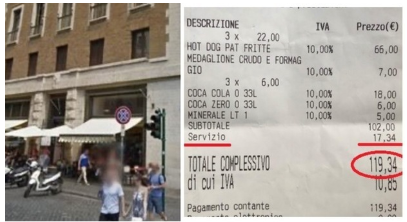 DESCRIZIONE IVA Prezzo(€)
3 x 22,00
HOT DOG PAT FRITTE 10,00% 66,00
MEDAGLIONE CRUDO E FORMAG
GIO 10,00% 7,00
3 x 6,00
COCA COLA 0 33L 10,00% 18,00
COCA ZERO 0 33L 10,00% 6,00
MINERALE LT 1 10,00% 5,00
SUBTOTALE 102,00
Servizio 17,34
TOTALE COMPLESSIVO 119,34
di cui IVA 10,85
Pagamento contante